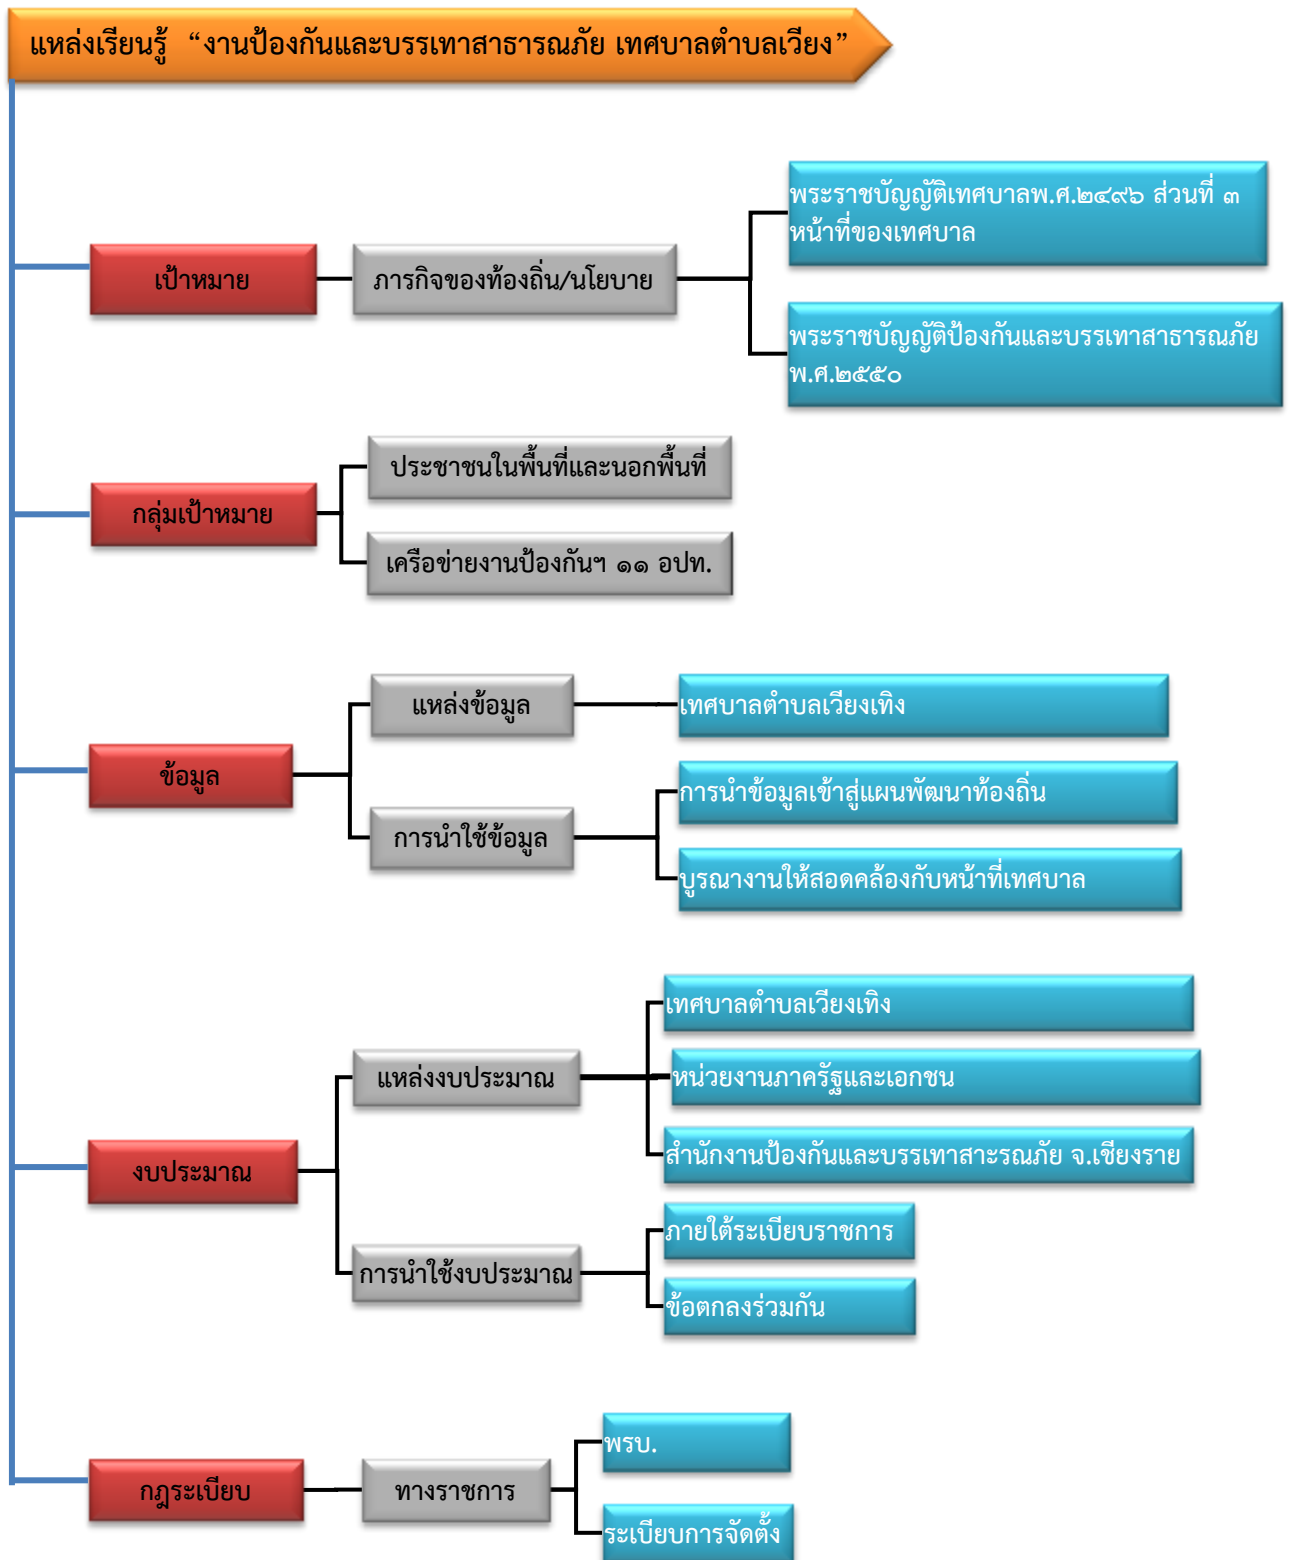 แหล่งเรียนรู้ “งานป้องกันและบรรเทาสาธารณภัย เทศบาลตำบลเวียง”
พระราชบัญญัติเทศบาลพ.ศ.๒๔๙๖ ส่วนที่ ๓
หน้าที่ของเทศบาล
เป้าหมาย
ภารกิจของท้องถิ่น/นโยบาย
พระราชบัญญัติป้องกันและบรรเทาสาธารณภัย
พ.ศ.๒๕๕๐
กลุ่มเป้าหมาย
ประชาชนในพื้นที่และนอกพื้นที่
เครือข่ายงานป้องกันฯ ๑๑ อปท.
ข้อมูล
แหล่งข้อมูล
เทศบาลตำบลเวียงเทิง
การนำใช้ข้อมูล
การนำข้อมูลเข้าสู่แผนพัฒนาท้องถิ่น
บูรณางานให้สอดคล้องกับหน้าที่เทศบาล
งบประมาณ
แหล่งงบประมาณ
เทศบาลตำบลเวียงเทิง
หน่วยงานภาครัฐและเอกชน
สำนักงานป้องกันและบรรเทาสาะรณภัย จ.เชียงราย
การนำใช้งบประมาณ
ภายใต้ระเบียบราชการ
ข้อตกลงร่วมกัน
กฎระเบียบ
ทางราชการ
พรบ.
ระเบียบการจัดตั้ง